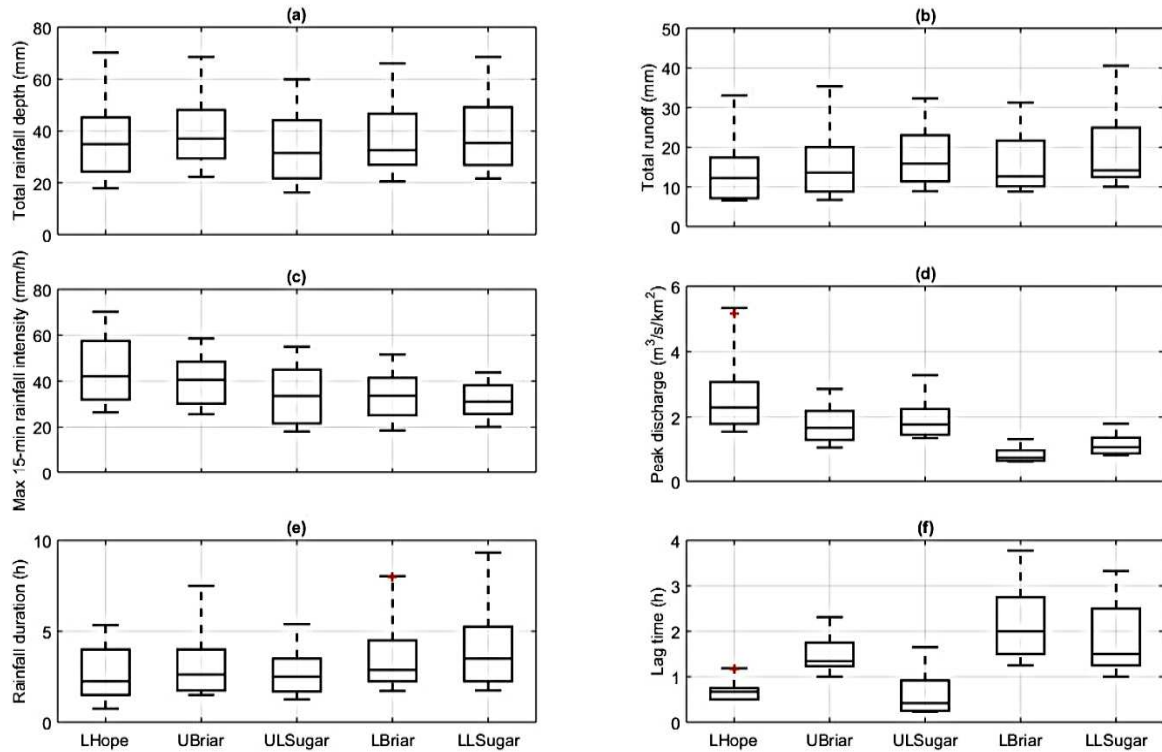 (a)
Total rainfall depth (mm)
80
60
40
20
0
(b)
Total runoff (mm)
50
40
30
20
10
0
(c)
Max 15-min rainfall intensity (mm/h)
80
60
40
20
0
(d)
Peak discharge (m³/s/km²)
6
4
2
0
(e)
Rainfall duration (h)
10
5
0
LHope UBriar ULSugar LBriar LLSugar
(f)
Lag time (h)
4
3
2
1
0
LHope UBriar ULSugar LBriar LLSugar